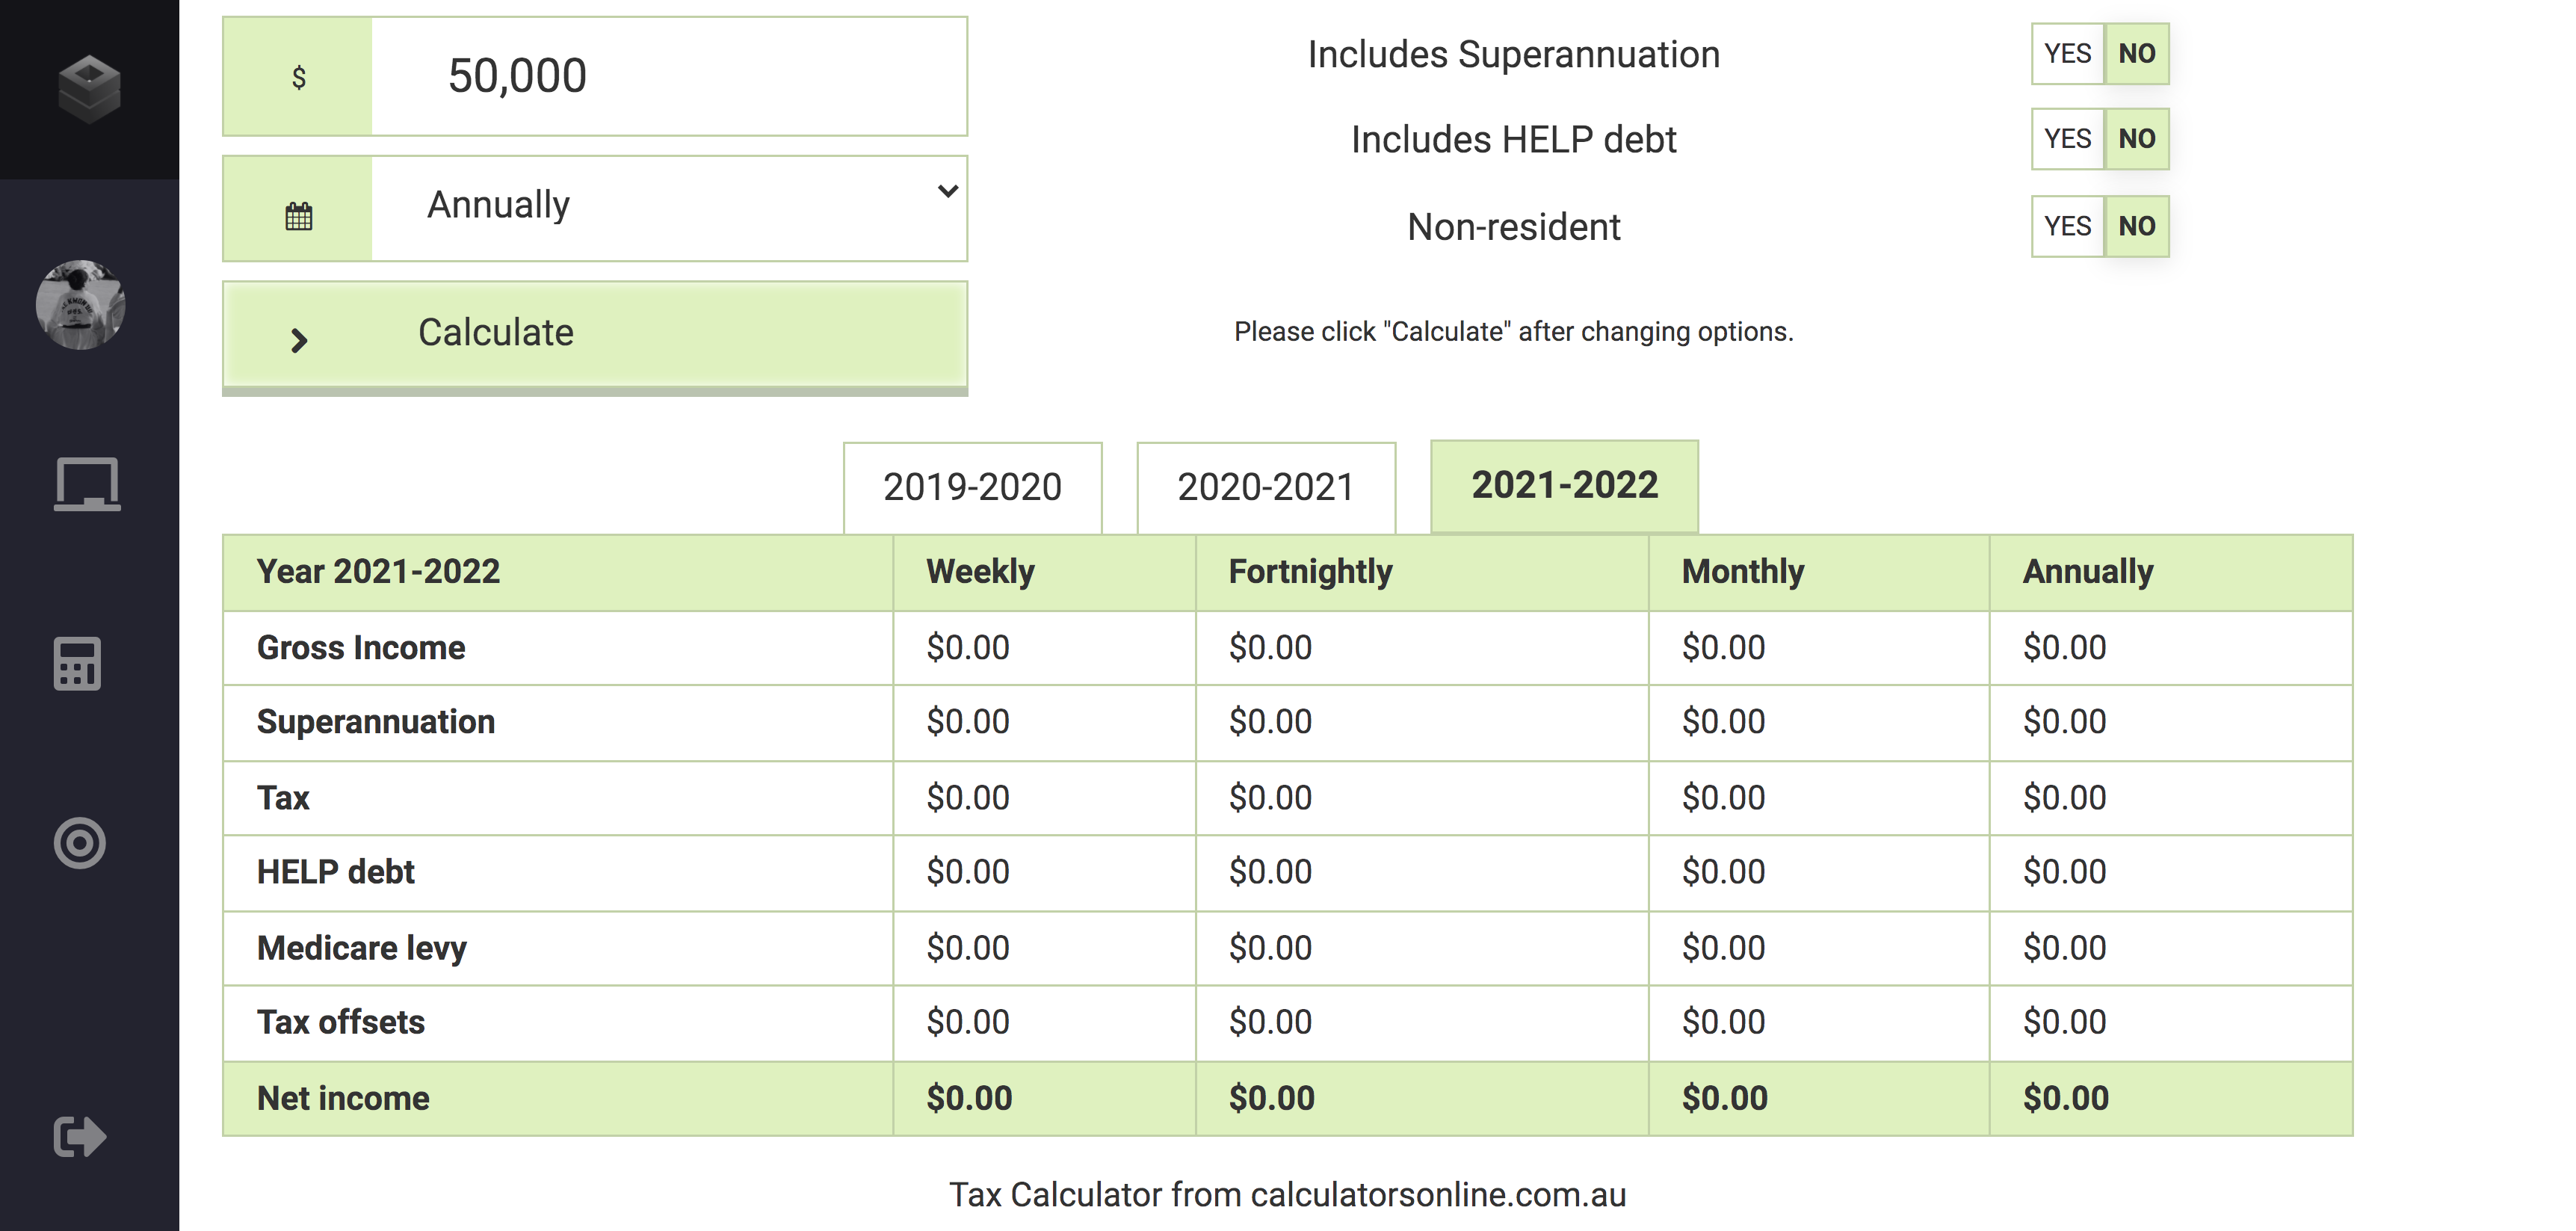 $ 50,000
Includes Superannuation YES NO
Includes HELP debt YES NO
Annually
Non-resident YES NO
Calculate
Please click "Calculate" after changing options.
2019-2020 2020-2021 2021-2022
Year 2021-2022 Weekly Fortnightly Monthly Annually
Gross Income $0.00 $0.00 $0.00 $0.00
Superannuation $0.00 $0.00 $0.00 $0.00
Tax $0.00 $0.00 $0.00 $0.00
HELP debt $0.00 $0.00 $0.00 $0.00
Medicare levy $0.00 $0.00 $0.00 $0.00
Tax offsets $0.00 $0.00 $0.00 $0.00
Net income $0.00 $0.00 $0.00 $0.00
Tax Calculator from calculatorsonline.com.au